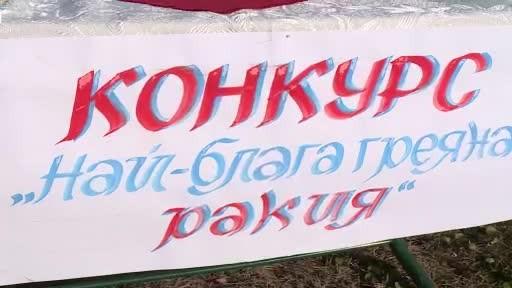 КОНКУРС
„Най-блага греяна
ракия“